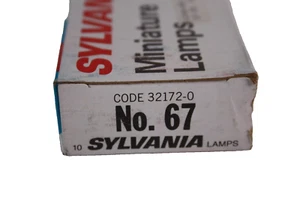 SYLVANIA
Miniature
Lamps
CODE 32172-0
No. 67
10 SYLVANIA LAMPS